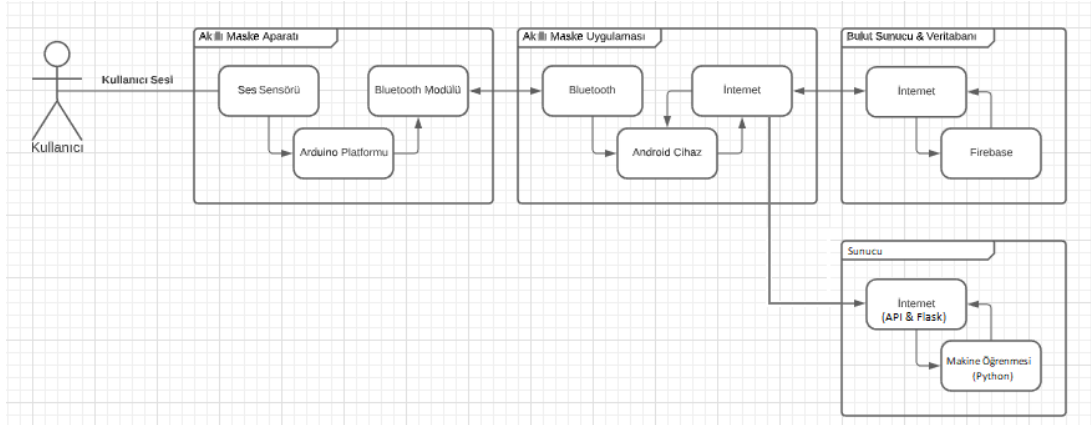 Akıllı Maske Aparatı
Akıllı Maske Uygulaması
Bulut Sunucu & Veritabanı
Kullanıcı Sesi
Ses Sensörü
Bluetooth Modülü
Bluetooth
İnternet
İnternet
Kullanıcı
Arduino Platformu
Android Cihaz
Firebase
Sunucu
İnternet
(API & Flask)
Makine Öğrenmesi
(Python)